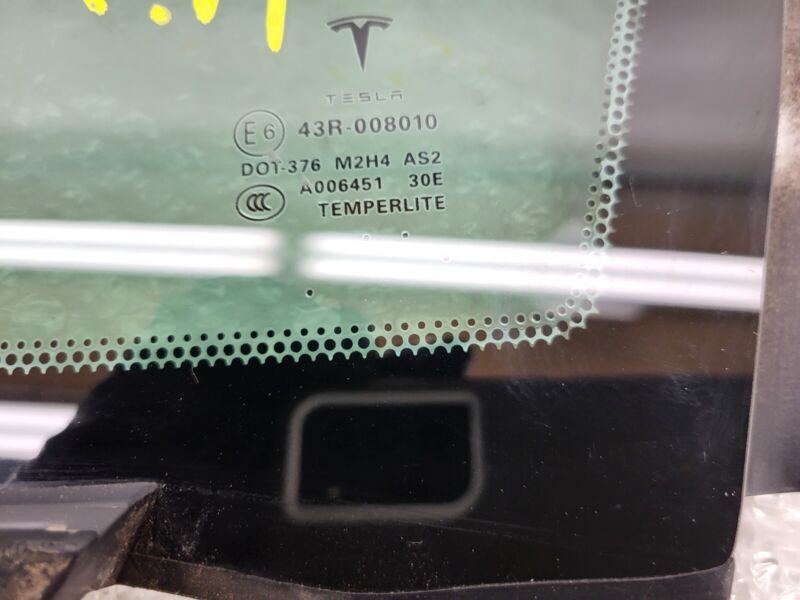 TESLA
E6 43R-008010
DOT-376 M2H4 AS2
A006451 30E
CCC TEMPERLITE